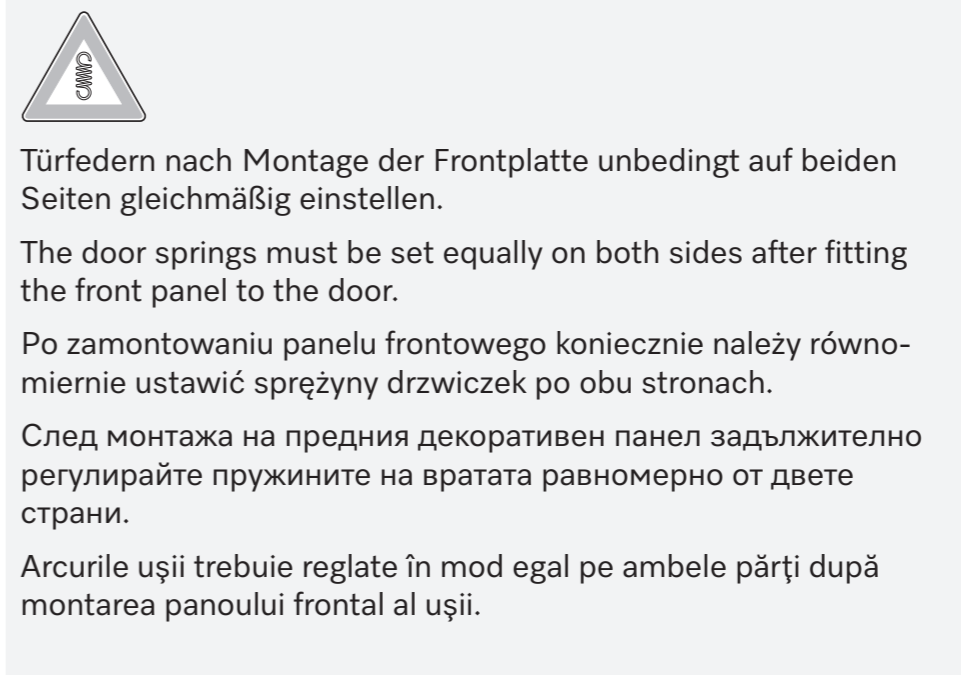 Türfedern nach Montage der Frontplatte unbedingt auf beiden
Seiten gleichmäßig einstellen.
The door springs must be set equally on both sides after fitting
the front panel to the door.
Po zamontowaniu panelu frontowego koniecznie należy równo-
miernie ustawić sprężyny drzwiczek po obu stronach.
След монтажа на предния декоративен панел задължително
регулирайте пружините на вратата равномерно от двете
страни.
Arcurile uşii trebuie reglate în mod egal pe ambele părţi după
montarea panoului frontal al uşii.